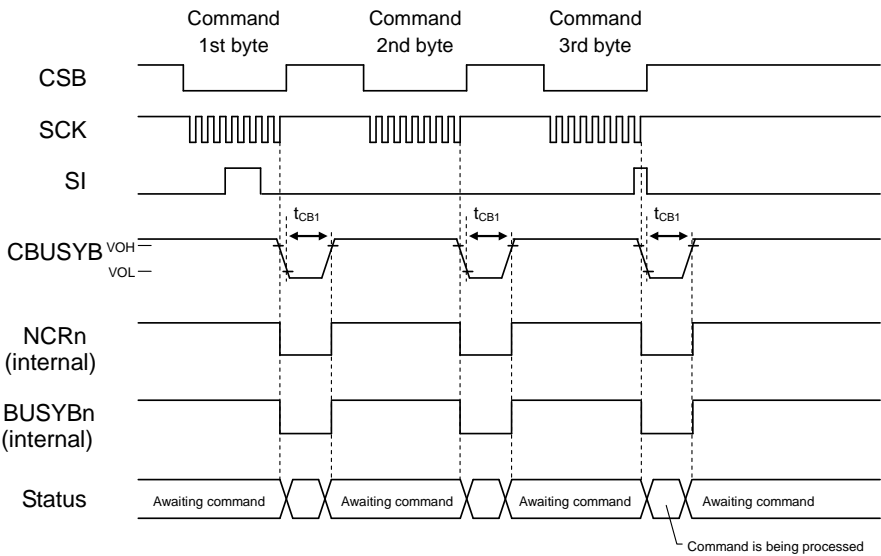 Command
1st byte
Command
2nd byte
Command
3rd byte
CSB
SCK
SI
tCB1
tCB1
tCB1
CBUSYB
VOH
VOL
NCRn
(internal)
BUSYBn
(internal)
Status
Awaiting command
Awaiting command
Awaiting command
Awaiting command
Command is being processed